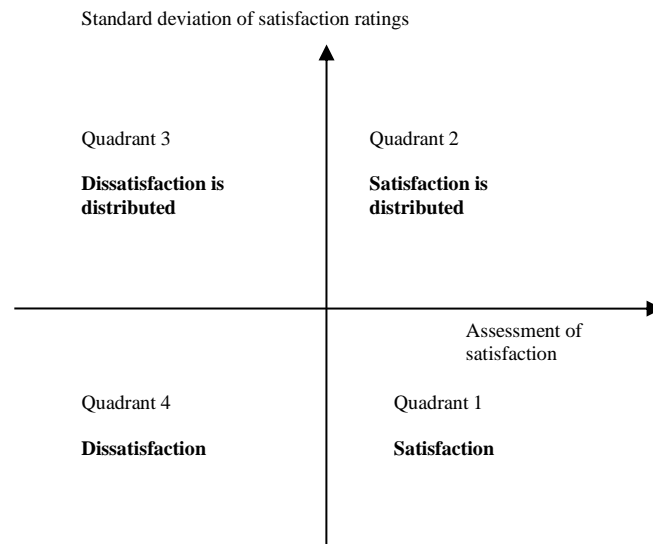 Standard deviation of satisfaction ratings
Quadrant 3
Dissatisfaction is
distributed
Quadrant 2
Satisfaction is
distributed
Assessment of
satisfaction
Quadrant 4
Dissatisfaction
Quadrant 1
Satisfaction